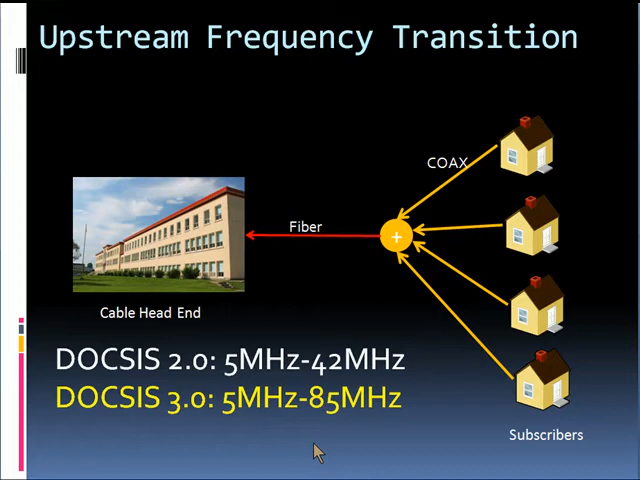 Upstream Frequency Transition
COAX
Fiber
+
Cable Head End
DOCSIS 2.0: 5MHz-42MHz
DOCSIS 3.0: 5MHz-85MHz
Subscribers